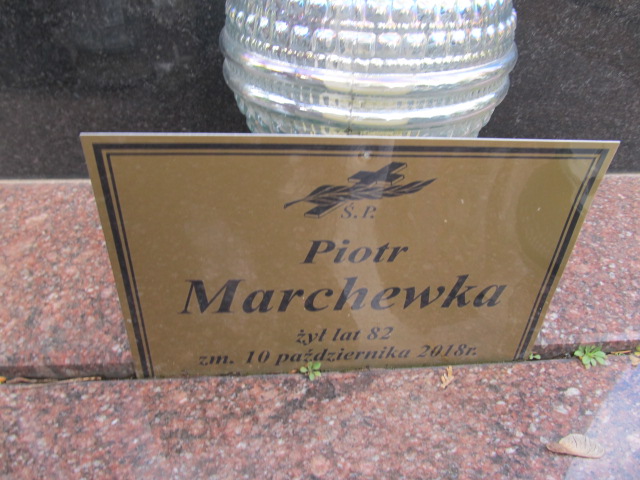 Ś.P.
Piotr
Marchewka
żył lat 82
zm. 10 października 2018r.